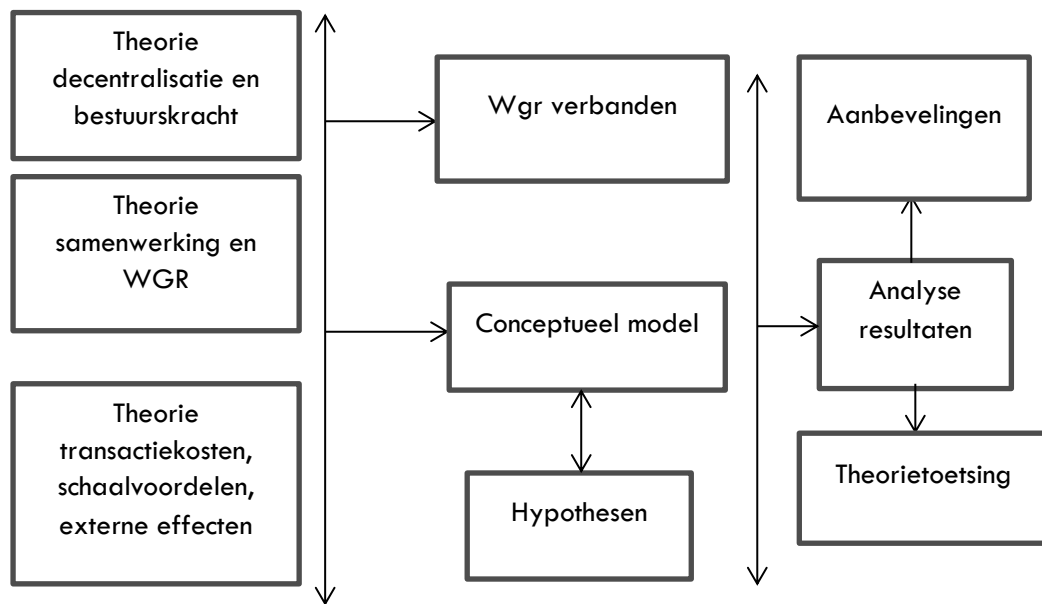 Theorie
decentralisatie en
bestuurskracht
Theorie
samenwerking en
WGR
Theorie
transactiekosten,
schaalvoordelen,
externe effecten
Wgr verbanden
Conceptueel model
Hypothesen
Aanbevelingen
Analyse
resultaten
Theorietoetsing